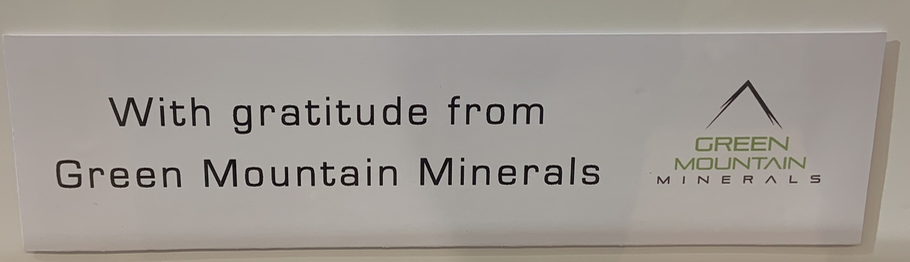 With gratitude from
Green Mountain Minerals
GREEN
MOUNTAIN
MINERALS